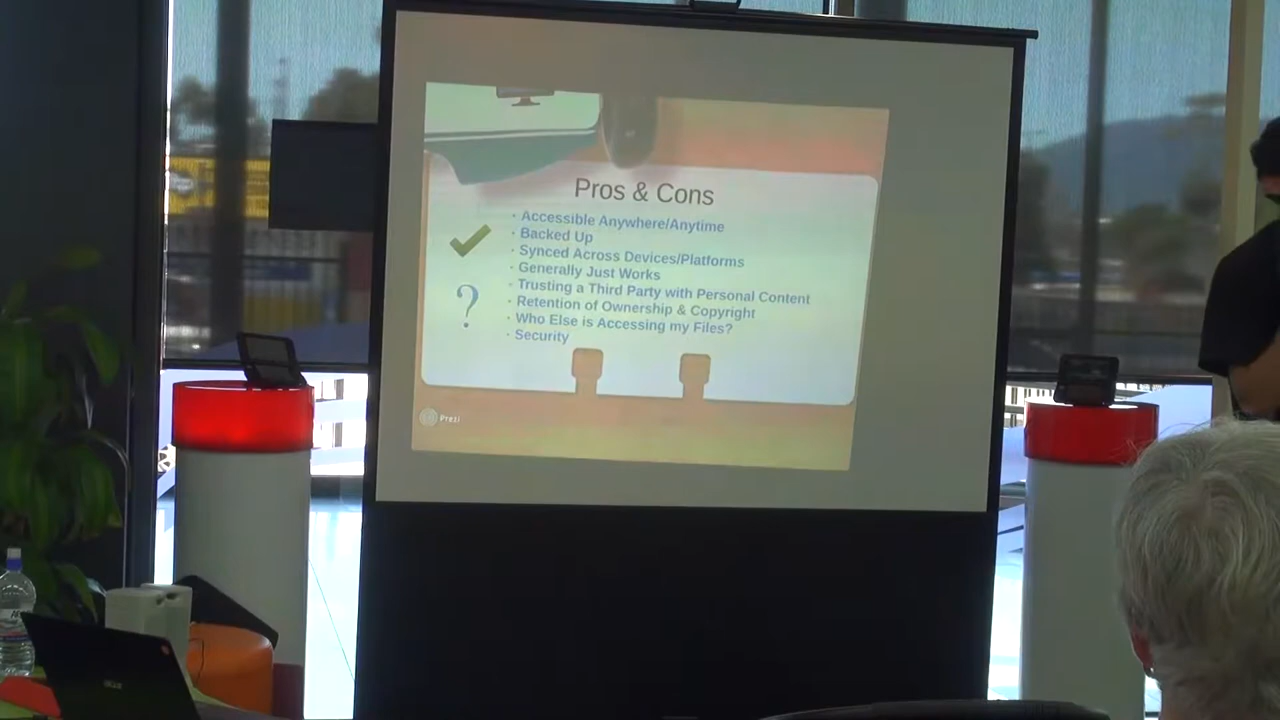 Pros & Cons
· Accessible Anywhere/Anytime
· Backed Up
· Synced Across Devices/Platforms
· Generally Just Works
· Trusting a Third Party with Personal Content
?
· Retention of Ownership & Copyright
· Who Else is Accessing my Files?
· Security
Prezi
acer